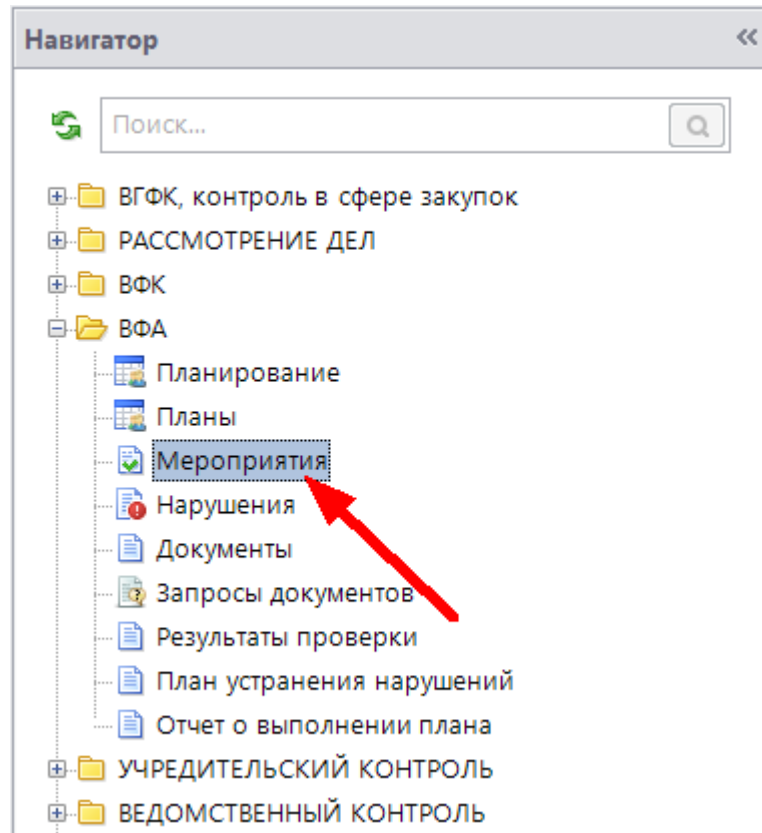 Навигатор
Поиск...
ВГФК, контроль в сфере закупок
РАССМОТРЕНИЕ ДЕЛ
ВФК
ВФА
Планирование
Планы
Мероприятия
Нарушения
Документы
Запросы документов
Результаты проверки
План устранения нарушений
Отчет о выполнении плана
УЧРЕДИТЕЛЬСКИЙ КОНТРОЛЬ
ВЕДОМСТВЕННЫЙ КОНТРОЛЬ